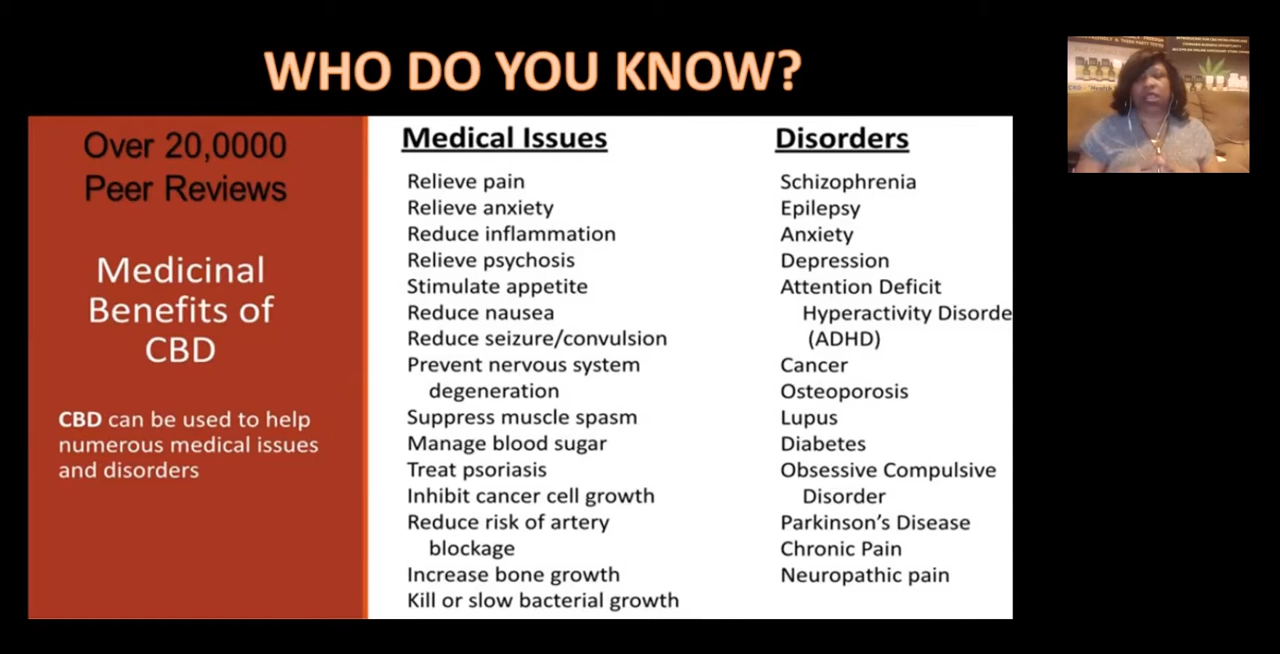 WHO DO YOU KNOW?
Over 20,0000
Peer Reviews
Medicinal
Benefits of
CBD
CBD can be used to help
numerous medical issues
and disorders
Medical Issues
Relieve pain
Relieve anxiety
Reduce inflammation
Relieve psychosis
Stimulate appetite
Reduce nausea
Reduce seizure/convulsion
Prevent nervous system
degeneration
Suppress muscle spasm
Manage blood sugar
Treat psoriasis
Inhibit cancer cell growth
Reduce risk of artery
blockage
Increase bone growth
Kill or slow bacterial growth
Disorders
Schizophrenia
Epilepsy
Anxiety
Depression
Attention Deficit
Hyperactivity Disorde
(ADHD)
Cancer
Osteoporosis
Lupus
Diabetes
Obsessive Compulsive
Disorder
Parkinson's Disease
Chronic Pain
Neuropathic pain